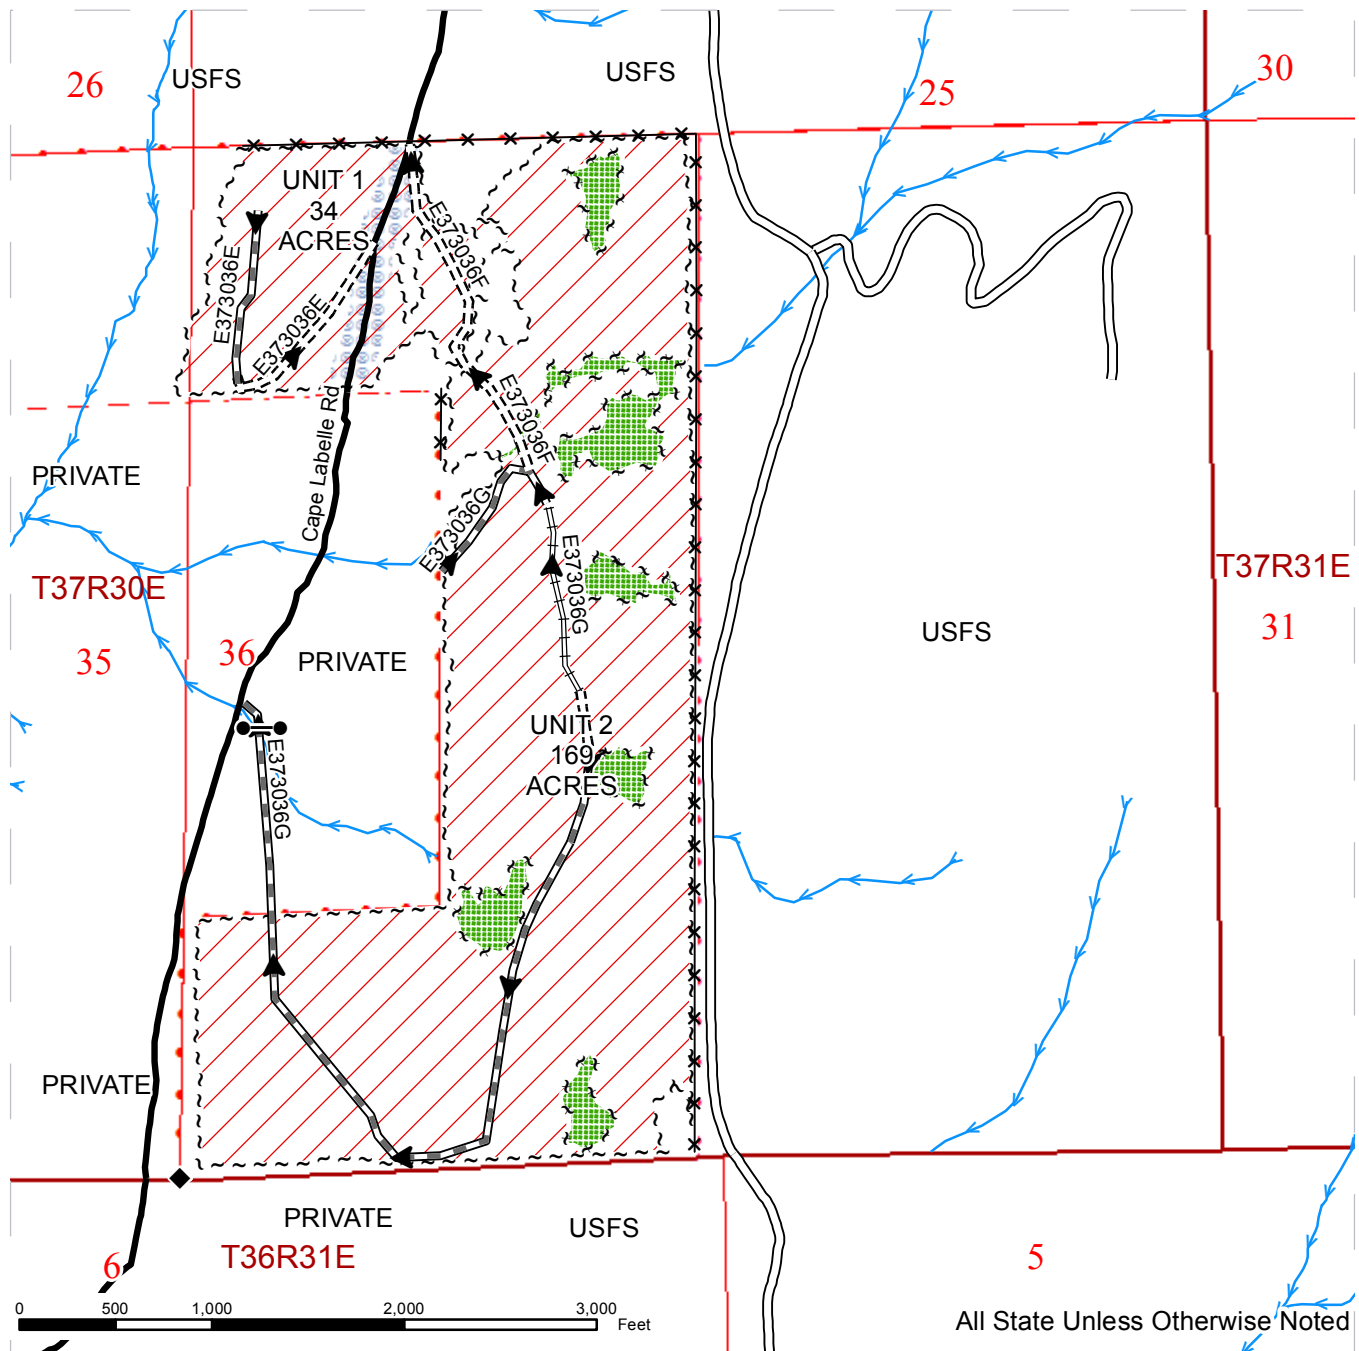 26
USFS
USFS
25
30
UNIT 1
34
ACRES
E373036F
E373036E
E373036E
E373036F
Cape Labelle Rd
PRIVATE
E373036G
E373036G
T37R30E
T37R31E
35
36
PRIVATE
USFS
31
UNIT 2
169
ACRES
E373036G
PRIVATE
PRIVATE
USFS
T36R31E
6
5
0 500 1,000 2,000 3,000
Feet
All State Unless Otherwise Noted